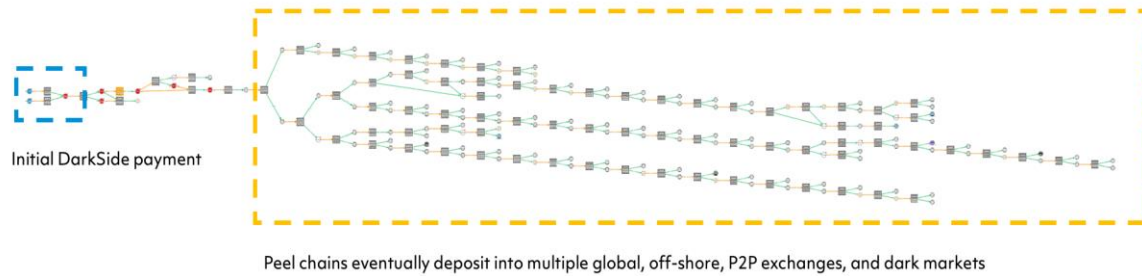 Initial DarkSide payment
Peel chains eventually deposit into multiple global, off-shore, P2P exchanges, and dark markets